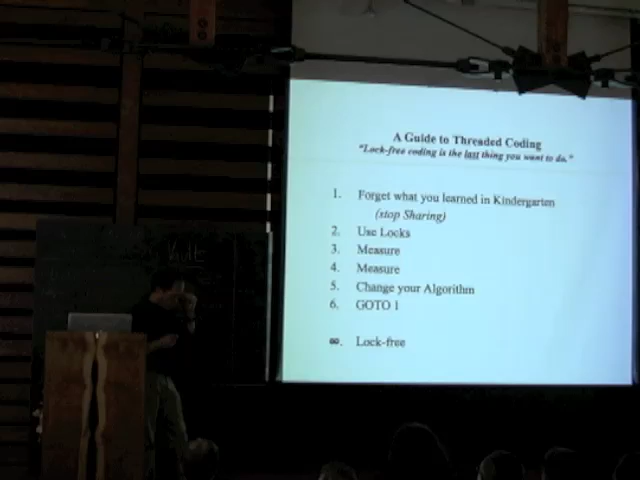 A Guide to Threaded Coding
"Lock-free coding is the last thing you want to do."
1. Forget what you learned in Kindergarten
(stop Sharing)
2. Use Locks
3. Measure
4. Measure
5. Change your Algorithm
6. GOTO 1
∞. Lock-free
Vault